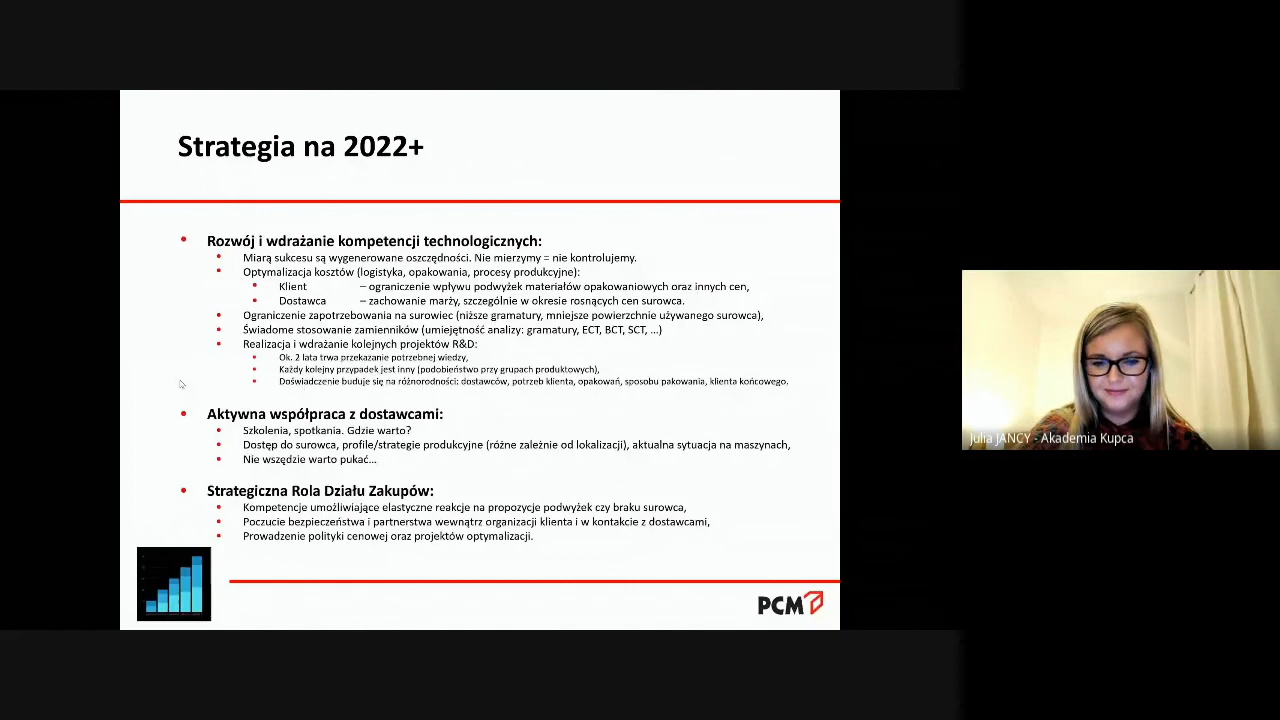 Strategia na 2022+
Rozwój i wdrażanie kompetencji technologicznych:
Miarą sukcesu są wygenerowane oszczędności. Nie mierzymy = nie kontrolujemy.
Optymalizacja kosztów (logistyka, opakowania, procesy produkcyjne):
Klient – ograniczenie wpływu podwyżek materiałów opakowaniowych oraz innych cen,
Dostawca – zachowanie marży, szczególnie w okresie rosnących cen surowca.
Ograniczenie zapotrzebowania na surowiec (niższe gramatury, mniejsze powierzchnie używanego surowca),
Świadome stosowanie zamienników (umiejętność analizy: gramatury, ECT, BCT, SCT, …)
Realizacja i wdrażanie kolejnych projektów R&D:
Ok. 2 lata trwa przekazanie potrzebnej wiedzy,
Każdy kolejny przypadek jest inny (podobieństwo przy grupach produktowych),
Doświadczenie buduje się na różnorodności: dostawców, potrzeb klienta, opakowań, sposobu pakowania, klienta końcowego.
Aktywna współpraca z dostawcami:
Szkolenia, spotkania. Gdzie warto?
Dostęp do surowca, profile/strategie produkcyjne (różne zależnie od lokalizacji), aktualna sytuacja na maszynach,
Nie wszędzie warto pukać…
Strategiczna Rola Działu Zakupów:
Kompetencje umożliwiające elastyczne reakcje na propozycje podwyżek czy braku surowca,
Poczucie bezpieczeństwa i partnerstwa wewnątrz organizacji klienta i w kontakcie z dostawcami,
Prowadzenie polityki cenowej oraz projektów optymalizacji.
PCM
Julia JANCY - Akademia Kupca